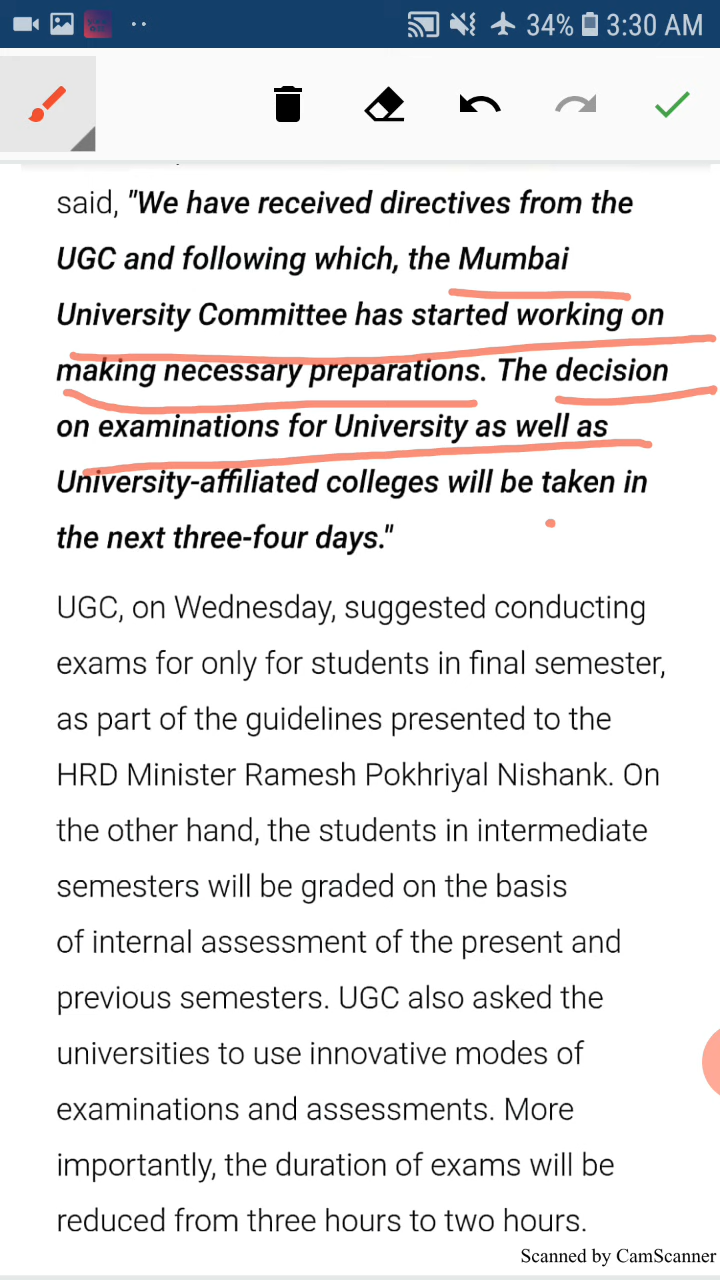 34% 3:30 AM
said, "We have received directives from the
UGC and following which, the Mumbai
University Committee has started working on
making necessary preparations. The decision
on examinations for University as well as
University-affiliated colleges will be taken in
the next three-four days."
UGC, on Wednesday, suggested conducting
exams for only for students in final semester,
as part of the guidelines presented to the
HRD Minister Ramesh Pokhriyal Nishank. On
the other hand, the students in intermediate
semesters will be graded on the basis
of internal assessment of the present and
previous semesters. UGC also asked the
universities to use innovative modes of
examinations and assessments. More
importantly, the duration of exams will be
reduced from three hours to two hours.
Scanned by CamScanner